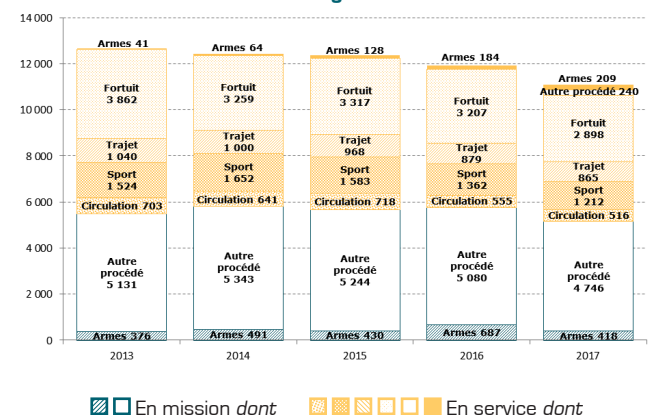 14 000
12 000
10 000
8 000
6 000
4 000
2 000
0
Armes 41
Fortuit
3 862
Trajet
1 040
Sport
1 524
Circulation 703
Autre
procédé
5 131
Armes 376
2013
Armes 64
Fortuit
3 259
Trajet
1 000
Sport
1 652
Circulation 641
Autre
procédé
5 343
Armes 491
2014
Armes 128
Fortuit
3 317
Trajet
968
Sport
1 583
Circulation 718
Autre
procédé
5 244
Armes 430
2015
Armes 184
Fortuit
3 207
Trajet
879
Sport
1 362
Circulation 555
Autre
procédé
5 080
Armes 687
2016
Armes 209
Autre procédé 240
Fortuit
2 898
Trajet
865
Sport
1 212
Circulation 516
Autre
procédé
4 746
Armes 418
2017
En mission dont
En service dont